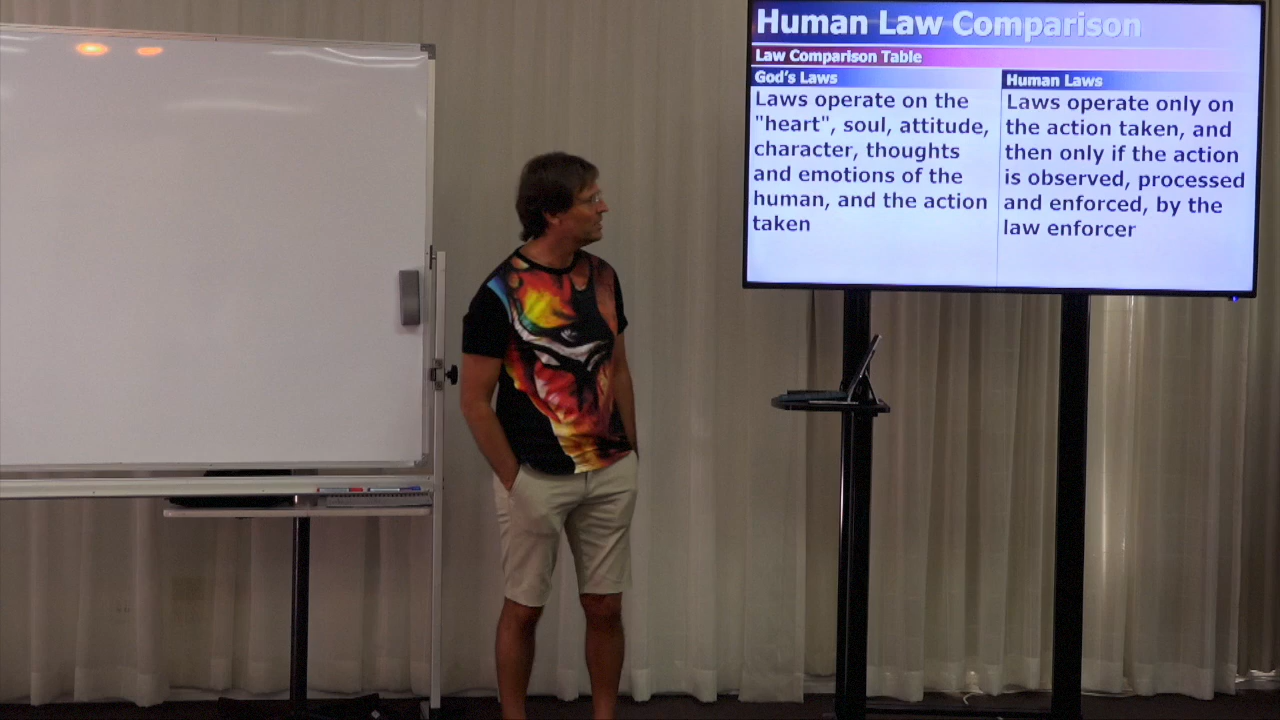 Human Law Comparison
Law Comparison Table
God's Laws
Laws operate on the
"heart", soul, attitude,
character, thoughts
and emotions of the
human, and the action
taken
Human Laws
Laws operate only on
the action taken, and
then only if the action
is observed, processed
and enforced, by the
law enforcer